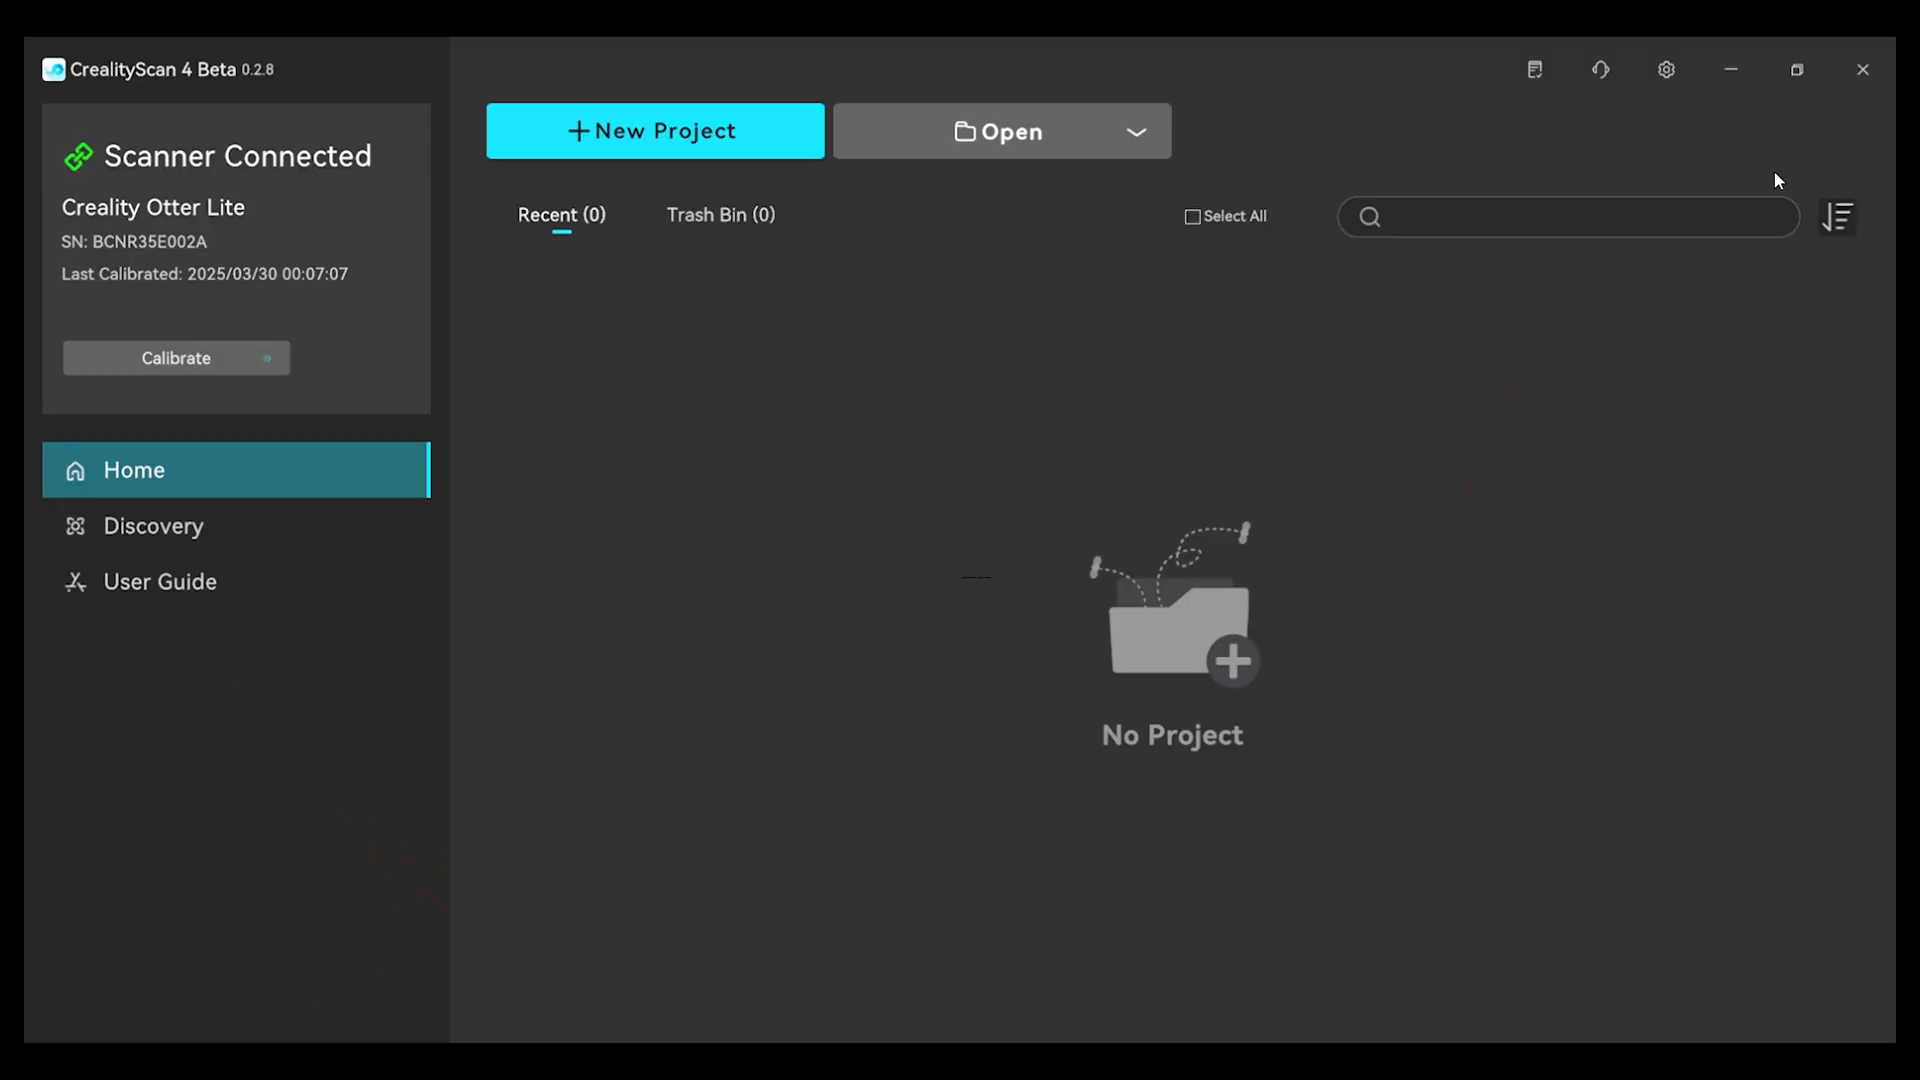 CrealityScan 4 Beta 0.2.8
Scanner Connected
Creality Otter Lite
SN: BCNR35E002A
Last Calibrated: 2025/03/30 00:07:07
Calibrate
Home
Discovery
User Guide
New Project
Open
Recent (0)
Trash Bin (0)
Select All
No Project